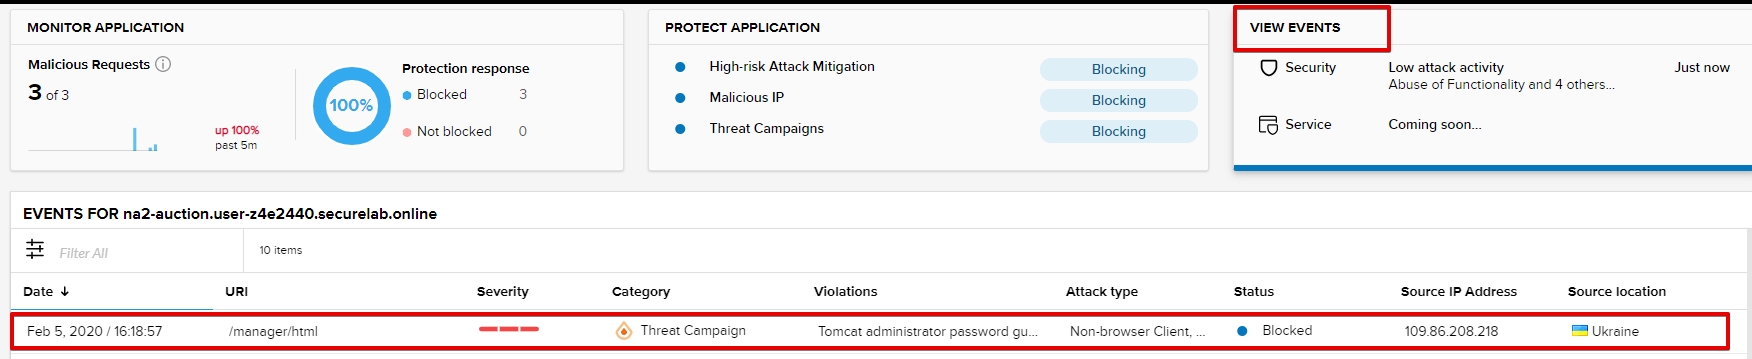 MONITOR APPLICATION
Malicious Requests
3 of 3
up 100%
past 5m
100%
Protection response
Blocked 3
Not blocked 0
PROTECT APPLICATION
High-risk Attack Mitigation Blocking
Malicious IP Blocking
Threat Campaigns Blocking
VIEW EVENTS
Security Low attack activity Just now
Abuse of Functionality and 4 others...
Service Coming soon...
EVENTS FOR na2-auction.user-z4e2440.securelab.online
Filter All 10 items
Date URI Severity Category Violations Attack type Status Source IP Address Source location
Feb 5, 2020 / 16:18:57 /manager/html Threat Campaign Tomcat administrator password gu... Non-browser Client, ... Blocked 109.86.208.218 Ukraine